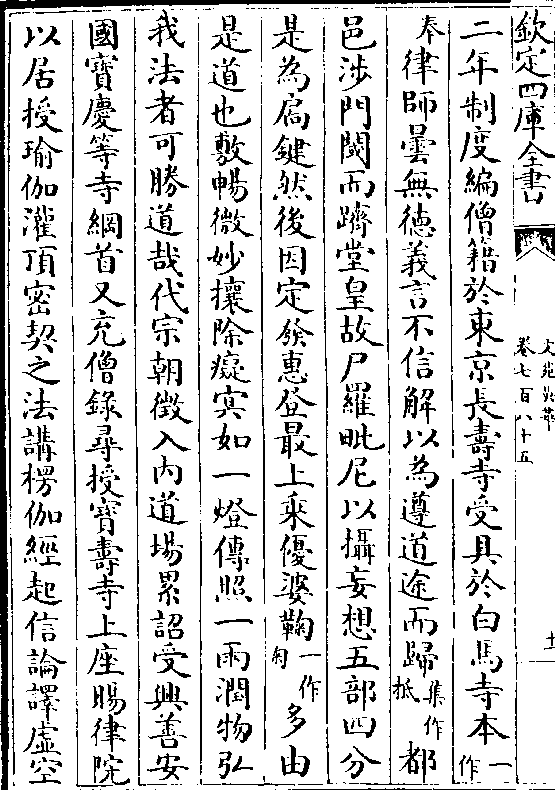 欽定四庫全書
文苑英華
卷七百八十五
十
二年制度編僧籍於東京長壽寺受具於白馬寺本一作
奉律師曇無德義言不信解以為遵道途而歸集作抵都
邑涉門閾而躋堂皇故尸羅毗尼以攝妄想五部四分
是為扃鍵然後因定發惠登最上乘優婆鞠一作匊多由
是道也敷暢微妙攘除癡冥如一燈傳照一雨潤物弘
我法者可勝道哉代宗朝徵入內道場累詔受興善安
國寶慶等寺綱首又充僧錄尋授寶壽寺上座賜律院
以居授瑜伽灌頂密契之法講楞伽經起信論譯虛空